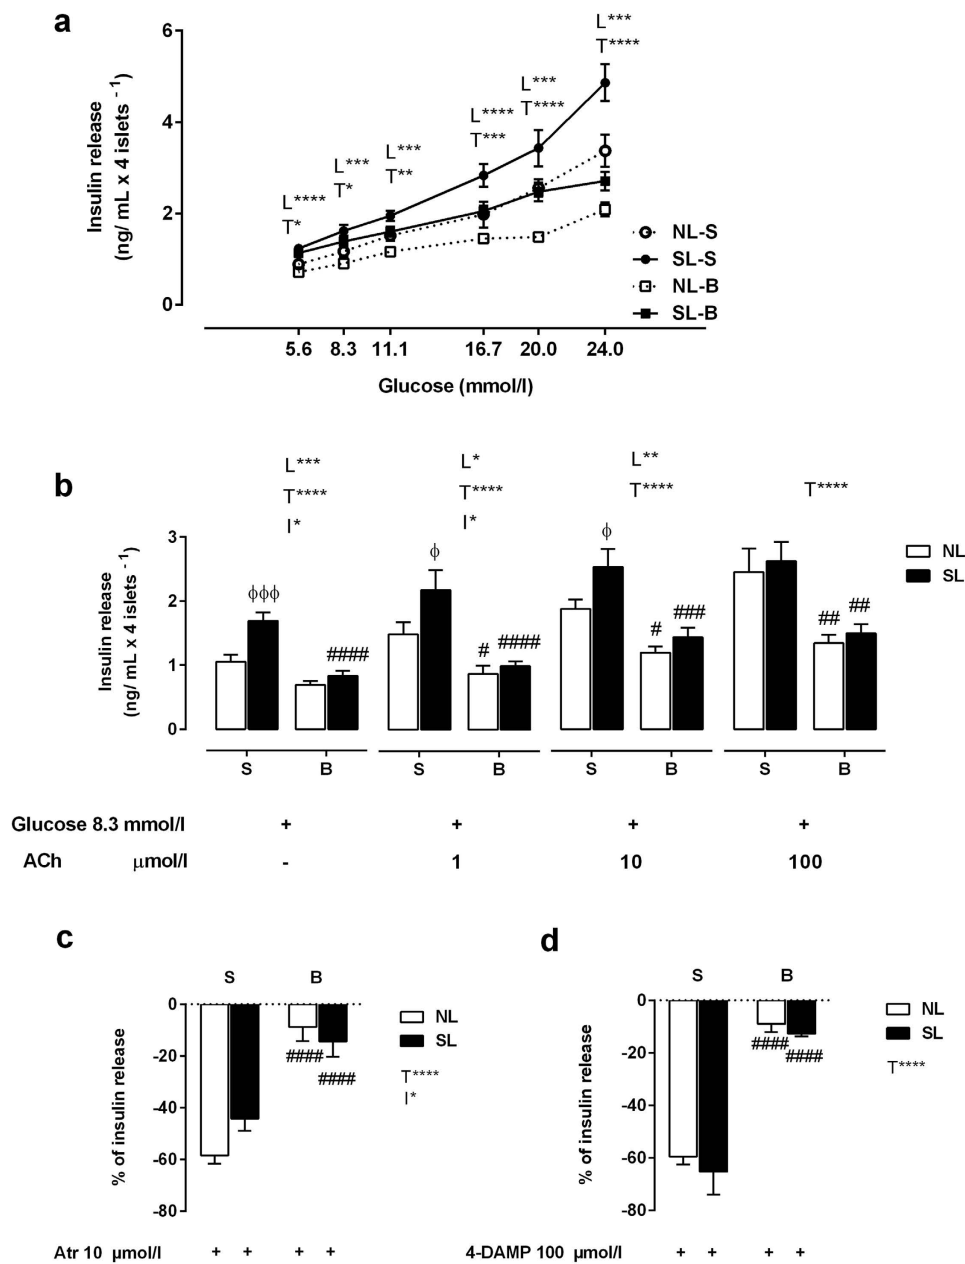 a
L***
T****
L***
T****
L****
T***
L***
T**
L***
T*
L****
T*
Insulin release
(ng/ mL x 4 islets -1)
6
4
2
0
NL-S
SL-S
NL-B
SL-B
5.6 8.3 11.1 16.7 20.0 24.0
Glucose (mmol/l)
b
L***
T****
I*
L*
T****
I*
L**
T****
T****
Insulin release
(ng/ mL x 4 islets -1)
3
2
1
0
ϕϕϕ
####
ϕ
#
####
ϕ
#
###
##
##
NL
SL
S B S B S B S B
Glucose 8.3 mmol/l + + + +
ACh μmol/l - 1 10 100
c
S B
% of insulin release
0
-20
-40
-60
-80
####
####
NL
SL
T****
I*
Atr 10 μmol/l + + + +
d
S B
% of insulin release
0
-20
-40
-60
-80
####
####
NL
SL
T****
4-DAMP 100 μmol/l + + + +